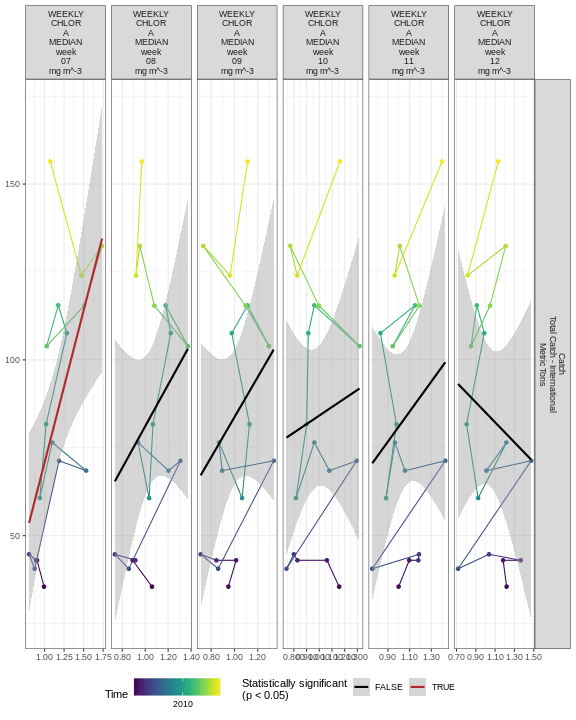 WEEKLY
CHLOR
A
MEDIAN
week
07
mg m^-3
WEEKLY
CHLOR
A
MEDIAN
week
08
mg m^-3
WEEKLY
CHLOR
A
MEDIAN
week
09
mg m^-3
WEEKLY
CHLOR
A
MEDIAN
week
10
mg m^-3
WEEKLY
CHLOR
A
MEDIAN
week
11
mg m^-3
WEEKLY
CHLOR
A
MEDIAN
week
12
mg m^-3
150
100
50
Catch
Total Catch - International
Metric Tons
1.00 1.25 1.50 1.75
0.80 1.00 1.20 1.40
0.80 1.00 1.20
0.90 1.10 1.30
0.70 0.90 1.10 1.30 1.50
Time
2010
Statistically significant
(p < 0.05)
FALSE
TRUE